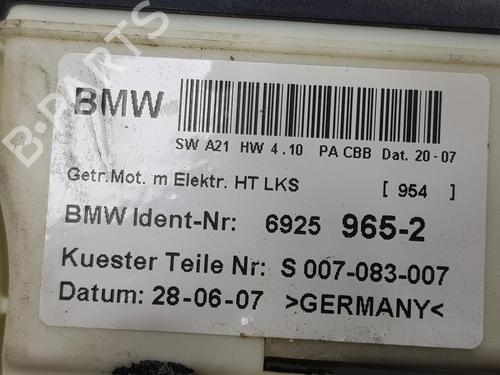 BMW
SW A21 HW 4.10 PA CBB Dat. 20-07
Getr.Mot. m Elektr. HT LKS [ 954 ]
BMW Ident-Nr: 6925 965-2
Kuester Teile Nr: S 007-083-007
Datum: 28-06-07 >GERMANY<
B-PARTS